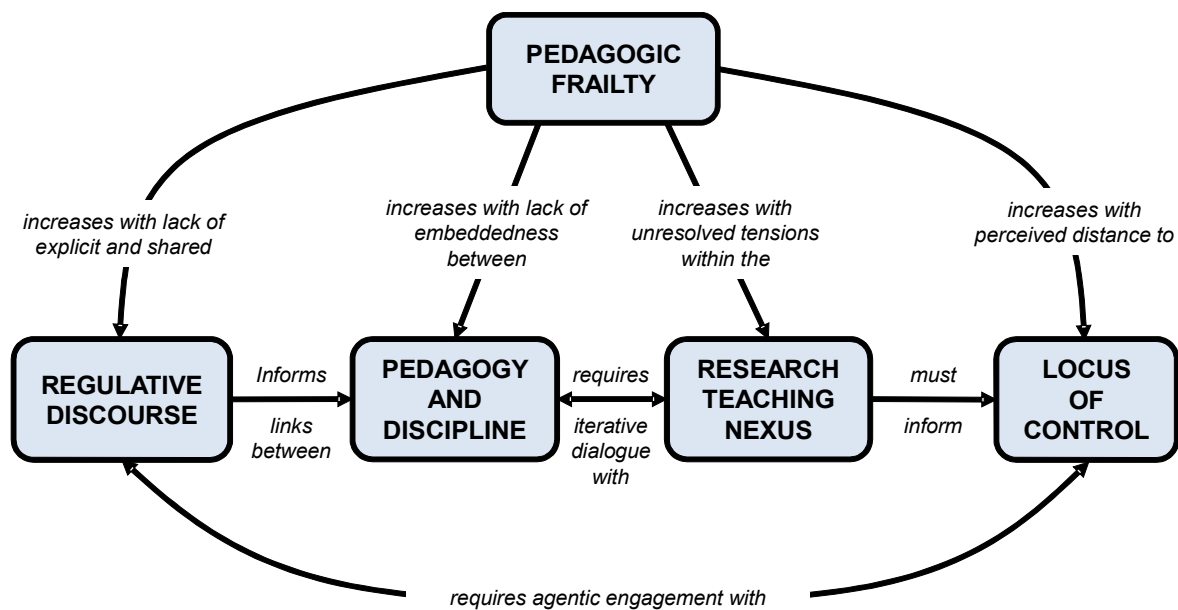 PEDAGOGIC
FRAILTY
increases with lack of
explicit and shared
increases with lack of
embeddedness
between
increases with
unresolved tensions
within the
increases with
perceived distance to
REGULATIVE
DISCOURSE
Informs
links
between
PEDAGOGY
AND
DISCIPLINE
requires
iterative
dialogue
with
RESEARCH
TEACHING
NEXUS
must
inform
LOCUS
OF
CONTROL
requires agentic engagement with